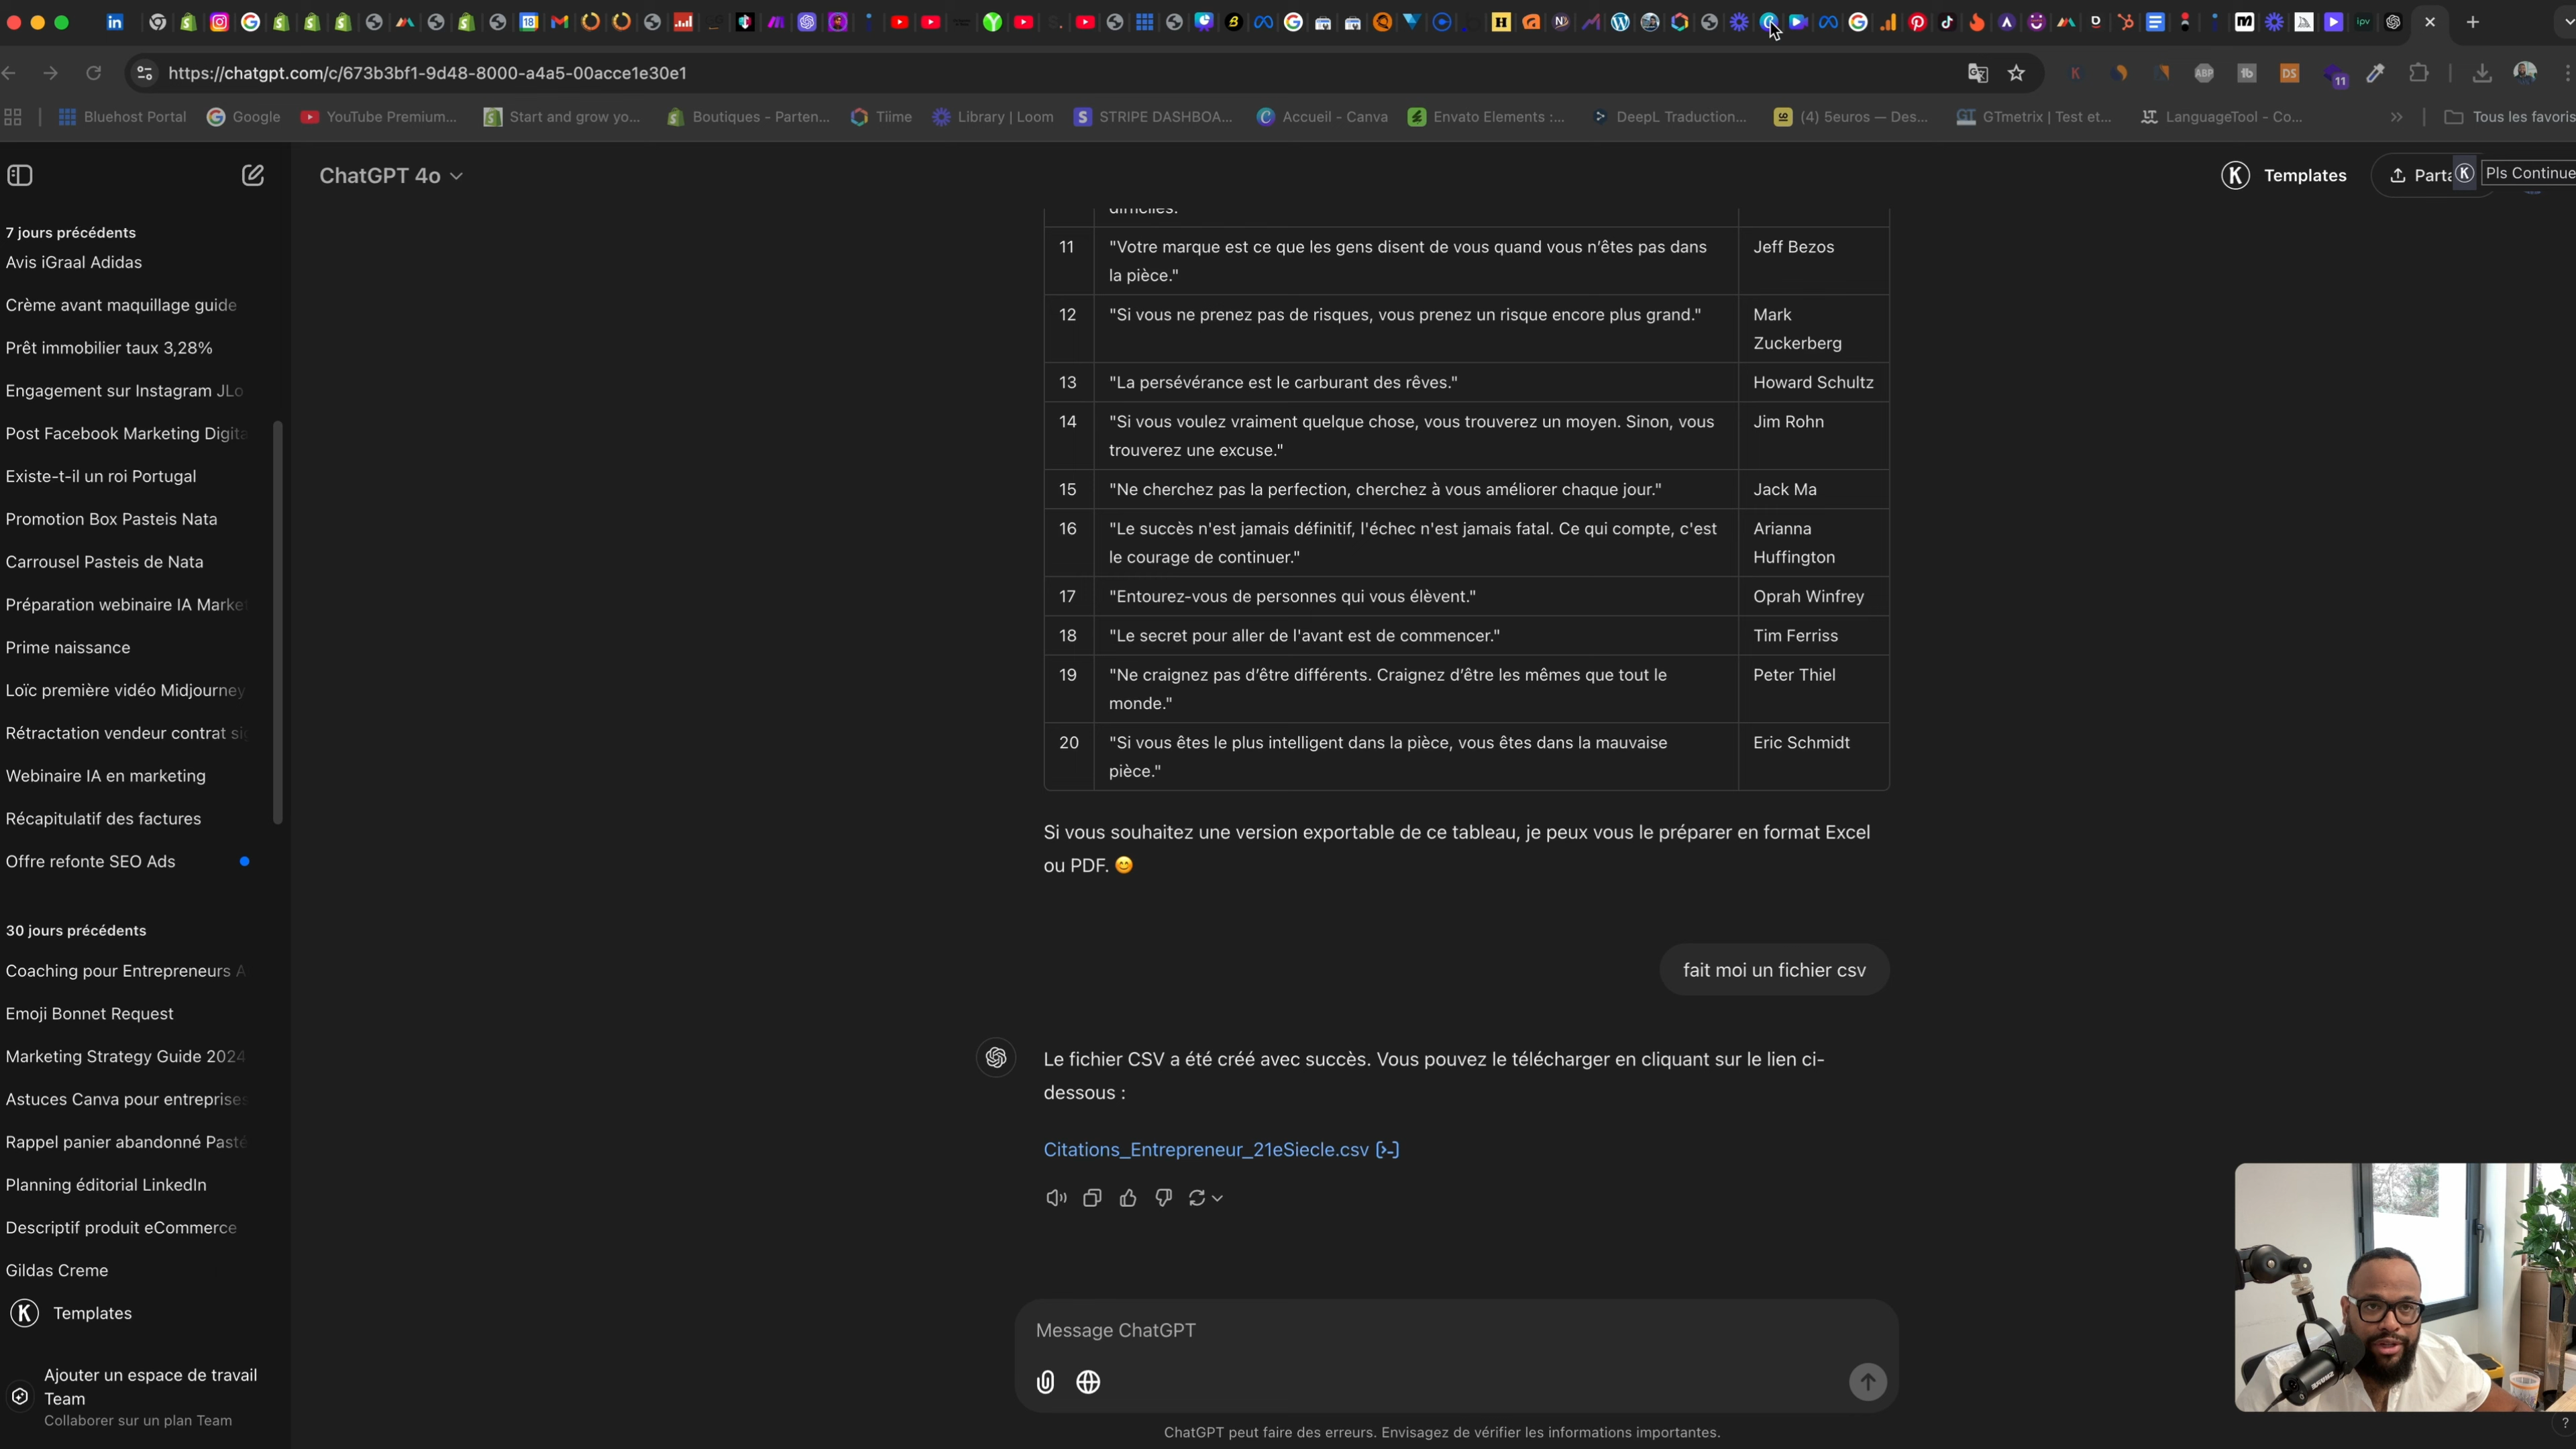 https://chatgpt.com/c/673b3bf1-9d48-8000-a4a5-00acce1e30e1
11
Bluehost Portal
Google
YouTube Premium...
Start and grow yo...
Boutiques - Parten...
Tiime
Library | Loom
STRIPE DASHBOA...
Accueil - Canva
Envato Elements :...
DeepL Traduction...
(4) 5euros — Des...
GTmetrix | Test et...
LanguageTool - Co...
Tous les favoris
ChatGPT 4o
Templates
Parta
Pls Continue
7 jours précédents
Avis iGraal Adidas
Crème avant maquillage guide
Prêt immobilier taux 3,28%
Engagement sur Instagram JLo
Post Facebook Marketing Digita
Existe-t-il un roi Portugal
Promotion Box Pasteis Nata
Carrousel Pasteis de Nata
Préparation webinaire IA Market
Prime naissance
Loïc première vidéo Midjourney
Rétractation vendeur contrat sig
Webinaire IA en marketing
Récapitulatif des factures
Offre refonte SEO Ads
30 jours précédents
Coaching pour Entrepreneurs A
Emoji Bonnet Request
Marketing Strategy Guide 2024
Astuces Canva pour entreprises
Rappel panier abandonné Pasté
Planning éditorial LinkedIn
Descriptif produit eCommerce
Gildas Creme
Templates
Ajouter un espace de travail
Team
Collaborer sur un plan Team
difficiles.
11 "Votre marque est ce que les gens disent de vous quand vous n’êtes pas dans Jeff Bezos
la pièce."
12 "Si vous ne prenez pas de risques, vous prenez un risque encore plus grand." Mark
Zuckerberg
13 "La persévérance est le carburant des rêves." Howard Schultz
14 "Si vous voulez vraiment quelque chose, vous trouverez un moyen. Sinon, vous Jim Rohn
trouverez une excuse."
15 "Ne cherchez pas la perfection, cherchez à vous améliorer chaque jour." Jack Ma
16 "Le succès n'est jamais définitif, l'échec n'est jamais fatal. Ce qui compte, c'est Arianna
le courage de continuer." Huffington
17 "Entourez-vous de personnes qui vous élèvent." Oprah Winfrey
18 "Le secret pour aller de l'avant est de commencer." Tim Ferriss
19 "Ne craignez pas d’être différents. Craignez d’être les mêmes que tout le Peter Thiel
monde."
20 "Si vous êtes le plus intelligent dans la pièce, vous êtes dans la mauvaise Eric Schmidt
pièce."
Si vous souhaitez une version exportable de ce tableau, je peux vous le préparer en format Excel
ou PDF. 😊
fait moi un fichier csv
Le fichier CSV a été créé avec succès. Vous pouvez le télécharger en cliquant sur le lien ci-
dessous :
Citations_Entrepreneur_21eSiecle.csv
Message ChatGPT
ChatGPT peut faire des erreurs. Envisagez de vérifier les informations importantes.
?